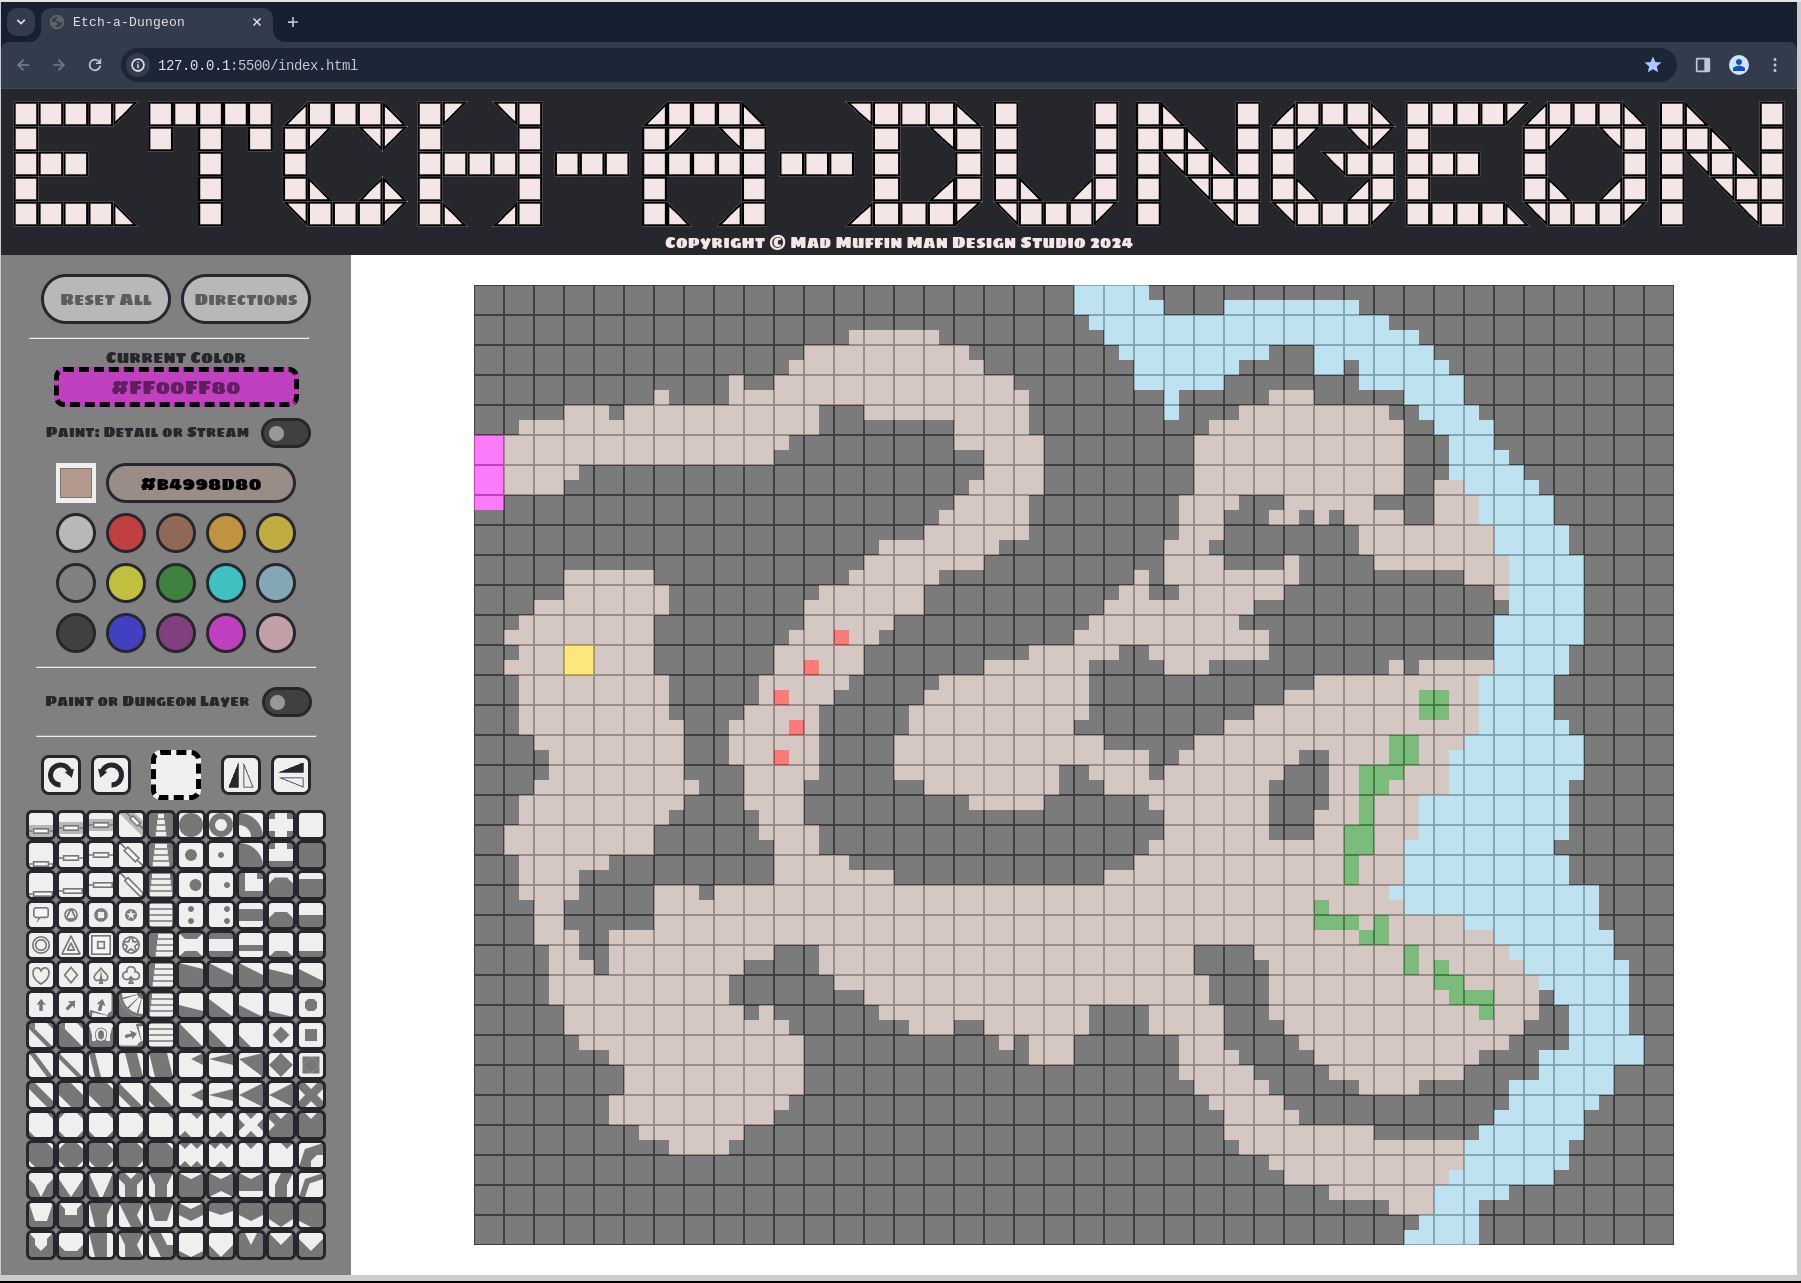 Etch-a-Dungeon
127.0.0.1:5500/index.html
ETCH-A-DUNGEON
Copyright © Mad Muffin Man Design Studio 2024
Reset All
Directions
Current Color
#FF00FF80
Paint: Detail or Stream
#B4998D80
Paint or Dungeon Layer